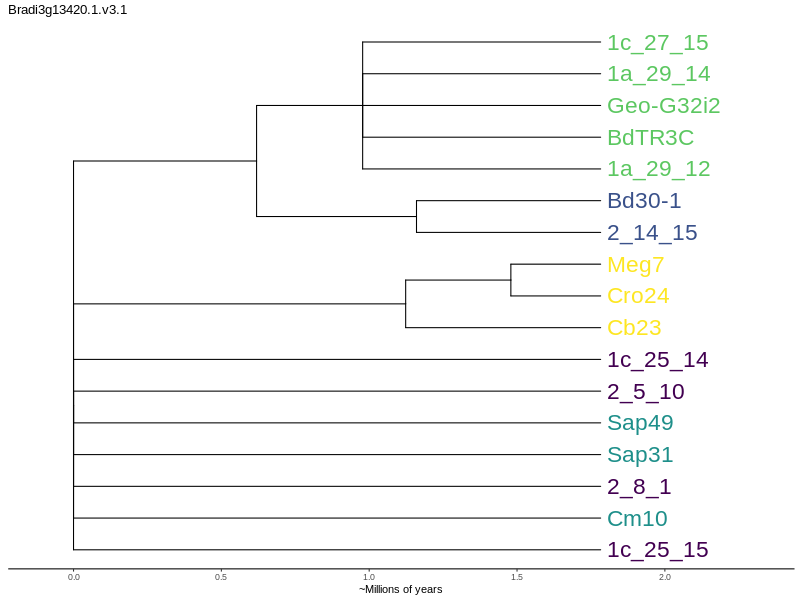 Bradi3g13420.1.v3.1
1c_27_15
1a_29_14
Geo-G32i2
BdTR3C
1a_29_12
Bd30-1
2_14_15
Meg7
Cro24
Cb23
1c_25_14
2_5_10
Sap49
Sap31
2_8_1
Cm10
1c_25_15
0.0 0.5 1.0 1.5 2.0
~Millions of years